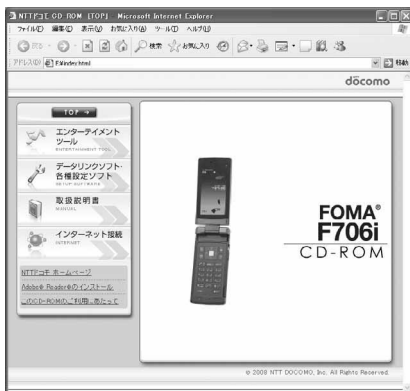 NTTドコモ CD-ROM [TOP] - Microsoft Internet Explorer
ファイル(F) 編集(E) 表示(V) お気に入り(A) ツール(T) ヘルプ(H)
戻る 検索 お気に入り
アドレス(D) F:\index.html 移動
döcomo
TOP
エンターテイメント
ツール
ENTERTAINMENT TOOL
データリンクソフト・
各種設定ソフト
SETUP SOFTWARE
取扱説明書
MANUAL
インターネット接続
INTERNET
NTTドコモ ホームページ
Adobe Reader®のインストール
このCD-ROMのご利用にあたって
FOMA®
F706i
CD-ROM
© 2008 NTT DOCOMO, Inc. All Rights Reserved.